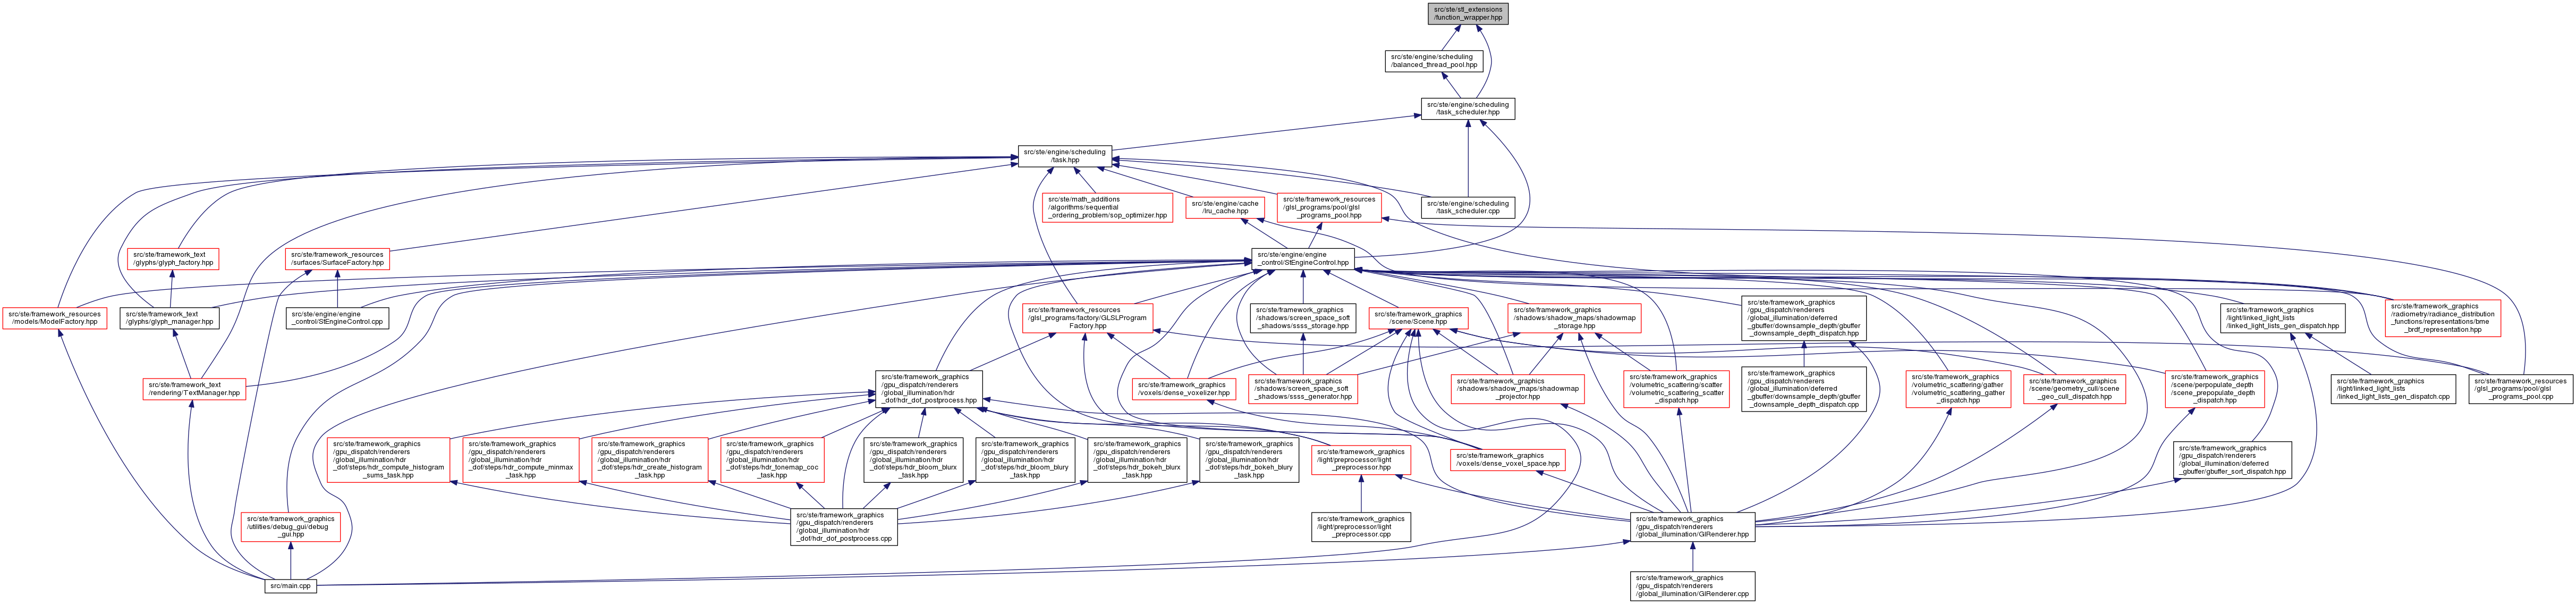 src/ste/stl_extensions
/function_wrapper.hpp
src/ste/engine/scheduling
/balanced_thread_pool.hpp
src/ste/engine/scheduling
/task_scheduler.hpp
src/ste/engine/scheduling
/task.hpp
src/ste/math_additions
/algorithms/sequential
_ordering_problem/sop_optimizer.hpp
src/ste/engine/cache
/lru_cache.hpp
src/ste/framework_resources
/glsl_programs/pool/glsl
_programs_pool.hpp
src/ste/engine/scheduling
/task_scheduler.cpp
src/ste/framework_text
/glyphs/glyph_factory.hpp
src/ste/framework_resources
/surfaces/SurfaceFactory.hpp
src/ste/engine/engine
_control/StEngineControl.hpp
src/ste/framework_resources
/models/ModelFactory.hpp
src/ste/framework_text
/glyphs/glyph_manager.hpp
src/ste/engine/engine
_control/StEngineControl.cpp
src/ste/framework_resources
/glsl_programs/factory/GLSLProgram
Factory.hpp
src/ste/framework_graphics
/shadows/screen_space_soft
_shadows/ssss_storage.hpp
src/ste/framework_graphics
/scene/Scene.hpp
src/ste/framework_graphics
/shadows/shadow_maps/shadowmap
_storage.hpp
src/ste/framework_graphics
/gpu_dispatch/renderers
/global_illumination/deferred
_gbuffer/downsample_depth/gbuffer
_downsample_depth_dispatch.hpp
src/ste/framework_graphics
/light/linked_light_lists
/linked_light_lists_gen_dispatch.hpp
src/ste/framework_graphics
/radiometry/radiance_distribution
_functions/representations/bme
_brdf_representation.hpp
src/ste/framework_text
/rendering/TextManager.hpp
src/ste/framework_graphics
/gpu_dispatch/renderers
/global_illumination/hdr
_dof/hdr_dof_postprocess.hpp
src/ste/framework_graphics
/voxels/dense_voxelizer.hpp
src/ste/framework_graphics
/shadows/screen_space_soft
_shadows/ssss_generator.hpp
src/ste/framework_graphics
/shadows/shadow_maps/shadowmap
_projector.hpp
src/ste/framework_graphics
/volumetric_scattering/scatter
/volumetric_scattering_scatter
_dispatch.hpp
src/ste/framework_graphics
/gpu_dispatch/renderers
/global_illumination/deferred
_gbuffer/downsample_depth/gbuffer
_downsample_depth_dispatch.cpp
src/ste/framework_graphics
/volumetric_scattering/gather
/volumetric_scattering_gather
_dispatch.hpp
src/ste/framework_graphics
/scene/geometry_cull/scene
_geo_cull_dispatch.hpp
src/ste/framework_graphics
/scene/perpopulate_depth
/scene_prepopulate_depth
_dispatch.hpp
src/ste/framework_graphics
/light/linked_light_lists
/linked_light_lists_gen_dispatch.cpp
src/ste/framework_resources
/glsl_programs/pool/glsl
_programs_pool.cpp
src/ste/framework_graphics
/gpu_dispatch/renderers
/global_illumination/hdr
_dof/steps/hdr_compute_histogram
_sums_task.hpp
src/ste/framework_graphics
/gpu_dispatch/renderers
/global_illumination/hdr
_dof/steps/hdr_compute_minmax
_task.hpp
src/ste/framework_graphics
/gpu_dispatch/renderers
/global_illumination/hdr
_dof/steps/hdr_create_histogram
_task.hpp
src/ste/framework_graphics
/gpu_dispatch/renderers
/global_illumination/hdr
_dof/steps/hdr_tonemap_coc
_task.hpp
src/ste/framework_graphics
/gpu_dispatch/renderers
/global_illumination/hdr
_dof/steps/hdr_bloom_blurx
_task.hpp
src/ste/framework_graphics
/gpu_dispatch/renderers
/global_illumination/hdr
_dof/steps/hdr_bloom_blury
_task.hpp
src/ste/framework_graphics
/gpu_dispatch/renderers
/global_illumination/hdr
_dof/steps/hdr_bokeh_blurx
_task.hpp
src/ste/framework_graphics
/gpu_dispatch/renderers
/global_illumination/hdr
_dof/steps/hdr_bokeh_blury
_task.hpp
src/ste/framework_graphics
/light/preprocessor/light
_preprocessor.hpp
src/ste/framework_graphics
/voxels/dense_voxel_space.hpp
src/ste/framework_graphics
/gpu_dispatch/renderers
/global_illumination/deferred
_gbuffer/gbuffer_sort_dispatch.hpp
src/ste/framework_graphics
/utilities/debug_gui/debug
_gui.hpp
src/ste/framework_graphics
/gpu_dispatch/renderers
/global_illumination/hdr
_dof/hdr_dof_postprocess.cpp
src/ste/framework_graphics
/light/preprocessor/light
_preprocessor.cpp
src/ste/framework_graphics
/gpu_dispatch/renderers
/global_illumination/GIRenderer.hpp
src/main.cpp
src/ste/framework_graphics
/gpu_dispatch/renderers
/global_illumination/GIRenderer.cpp